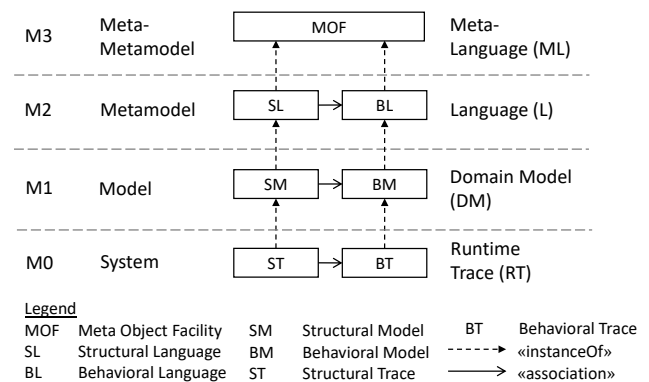 M3 Meta-Metamodel MOF Meta-Language (ML)
M2 Metamodel SL BL Language (L)
M1 Model SM BM Domain Model (DM)
M0 System ST BT Runtime Trace (RT)
Legend
MOF Meta Object Facility SM Structural Model BT Behavioral Trace
SL Structural Language BM Behavioral Model «instanceOf»
BL Behavioral Language ST Structural Trace «association»